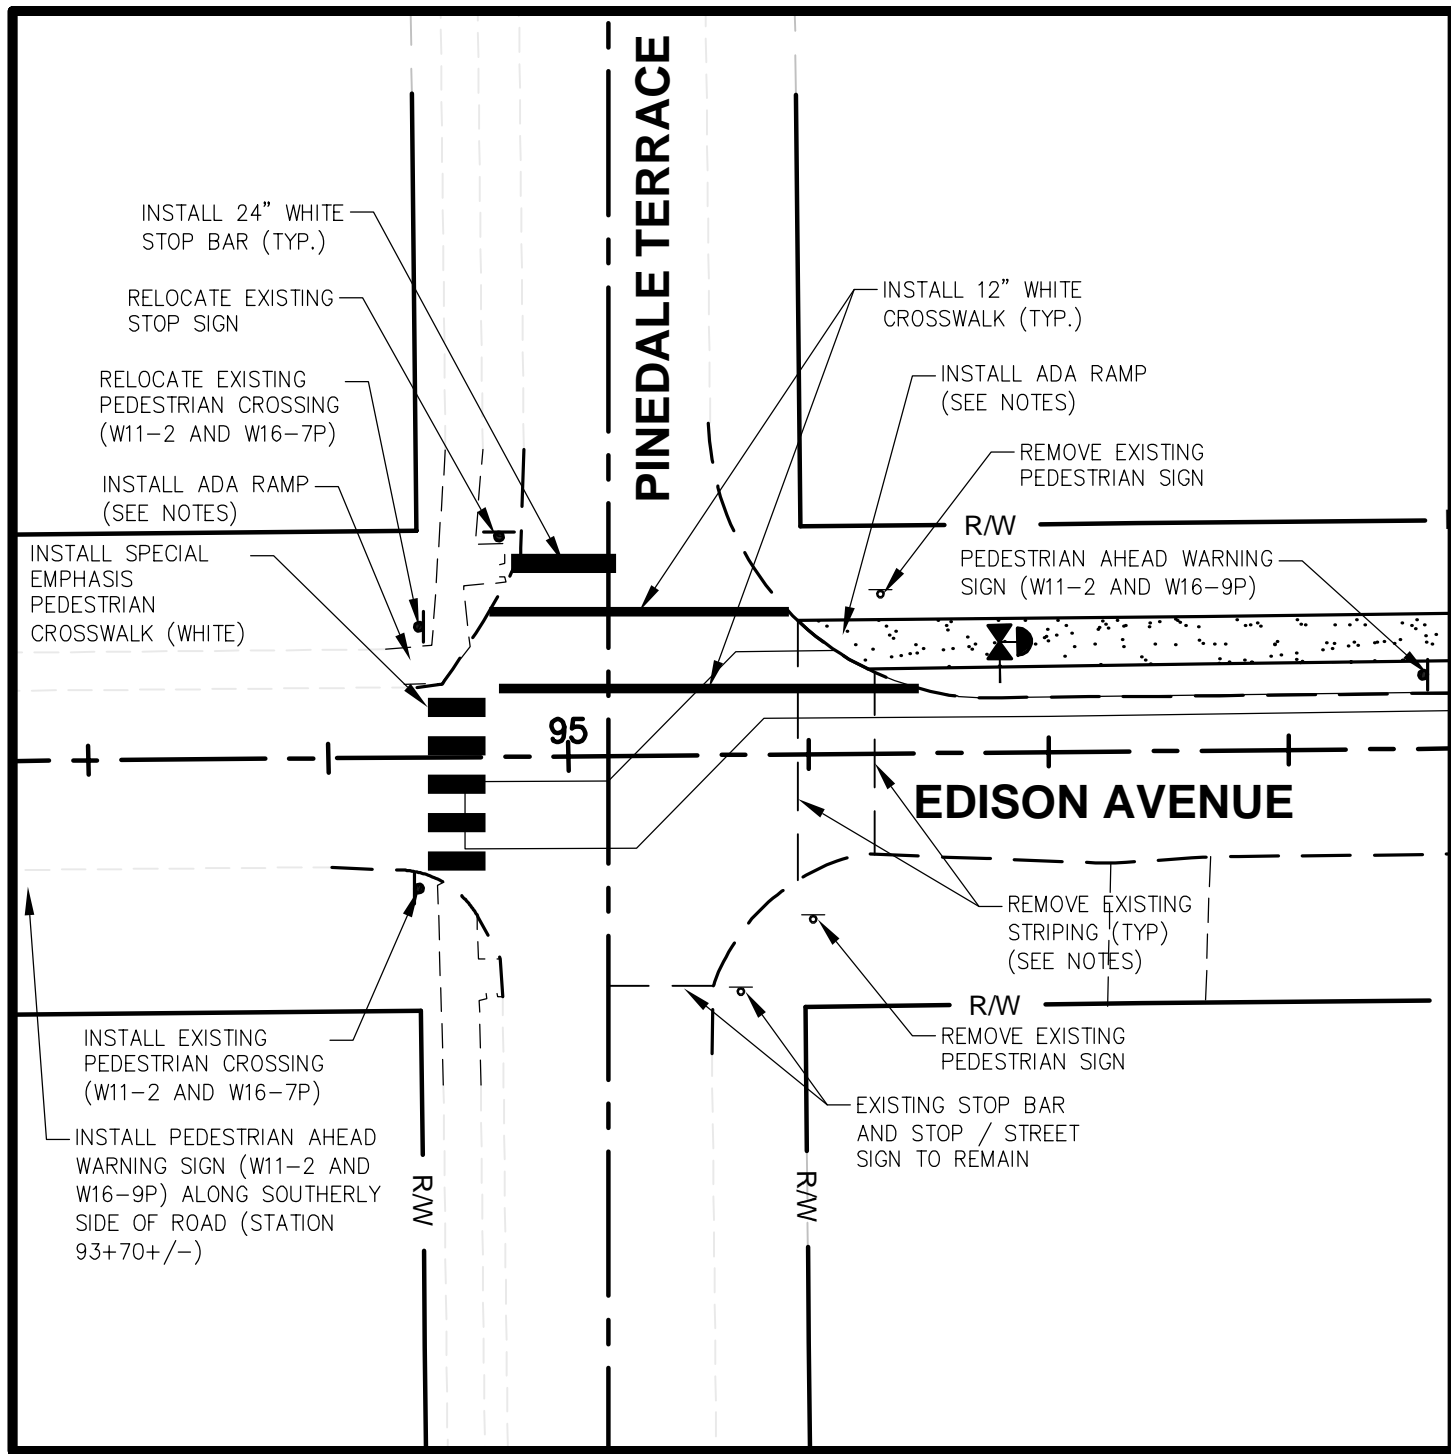 PINEDALE TERRACE
INSTALL 24" WHITE
STOP BAR (TYP.)
RELOCATE EXISTING
STOP SIGN
RELOCATE EXISTING
PEDESTRIAN CROSSING
(W11-2 AND W16-7P)
INSTALL ADA RAMP
(SEE NOTES)
INSTALL SPECIAL
EMPHASIS
PEDESTRIAN
CROSSWALK (WHITE)
INSTALL 12" WHITE
CROSSWALK (TYP.)
INSTALL ADA RAMP
(SEE NOTES)
REMOVE EXISTING
PEDESTRIAN SIGN
R/W
PEDESTRIAN AHEAD WARNING
SIGN (W11-2 AND W16-9P)
95
EDISON AVENUE
REMOVE EXISTING
STRIPING (TYP)
(SEE NOTES)
R/W
REMOVE EXISTING
PEDESTRIAN SIGN
EXISTING STOP BAR
AND STOP / STREET
SIGN TO REMAIN
INSTALL EXISTING
PEDESTRIAN CROSSING
(W11-2 AND W16-7P)
INSTALL PEDESTRIAN AHEAD
WARNING SIGN (W11-2 AND
W16-9P) ALONG SOUTHERLY
SIDE OF ROAD (STATION
93+70+/-)
R/W
R/W